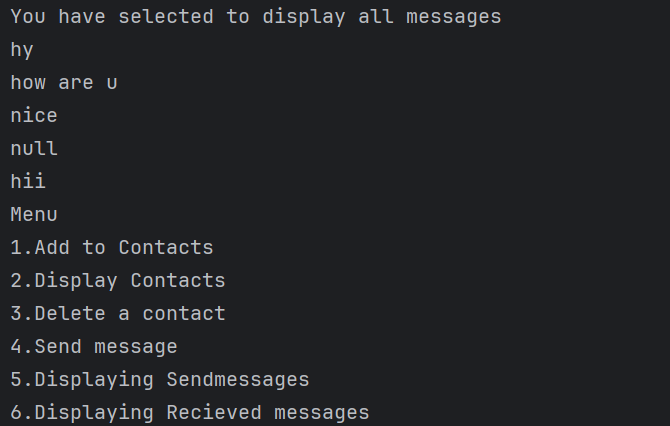 You have selected to display all messages
hy
how are u
nice
null
hii
Menu
1.Add to Contacts
2.Display Contacts
3.Delete a contact
4.Send message
5.Displaying Sendmessages
6.Displaying Recieved messages